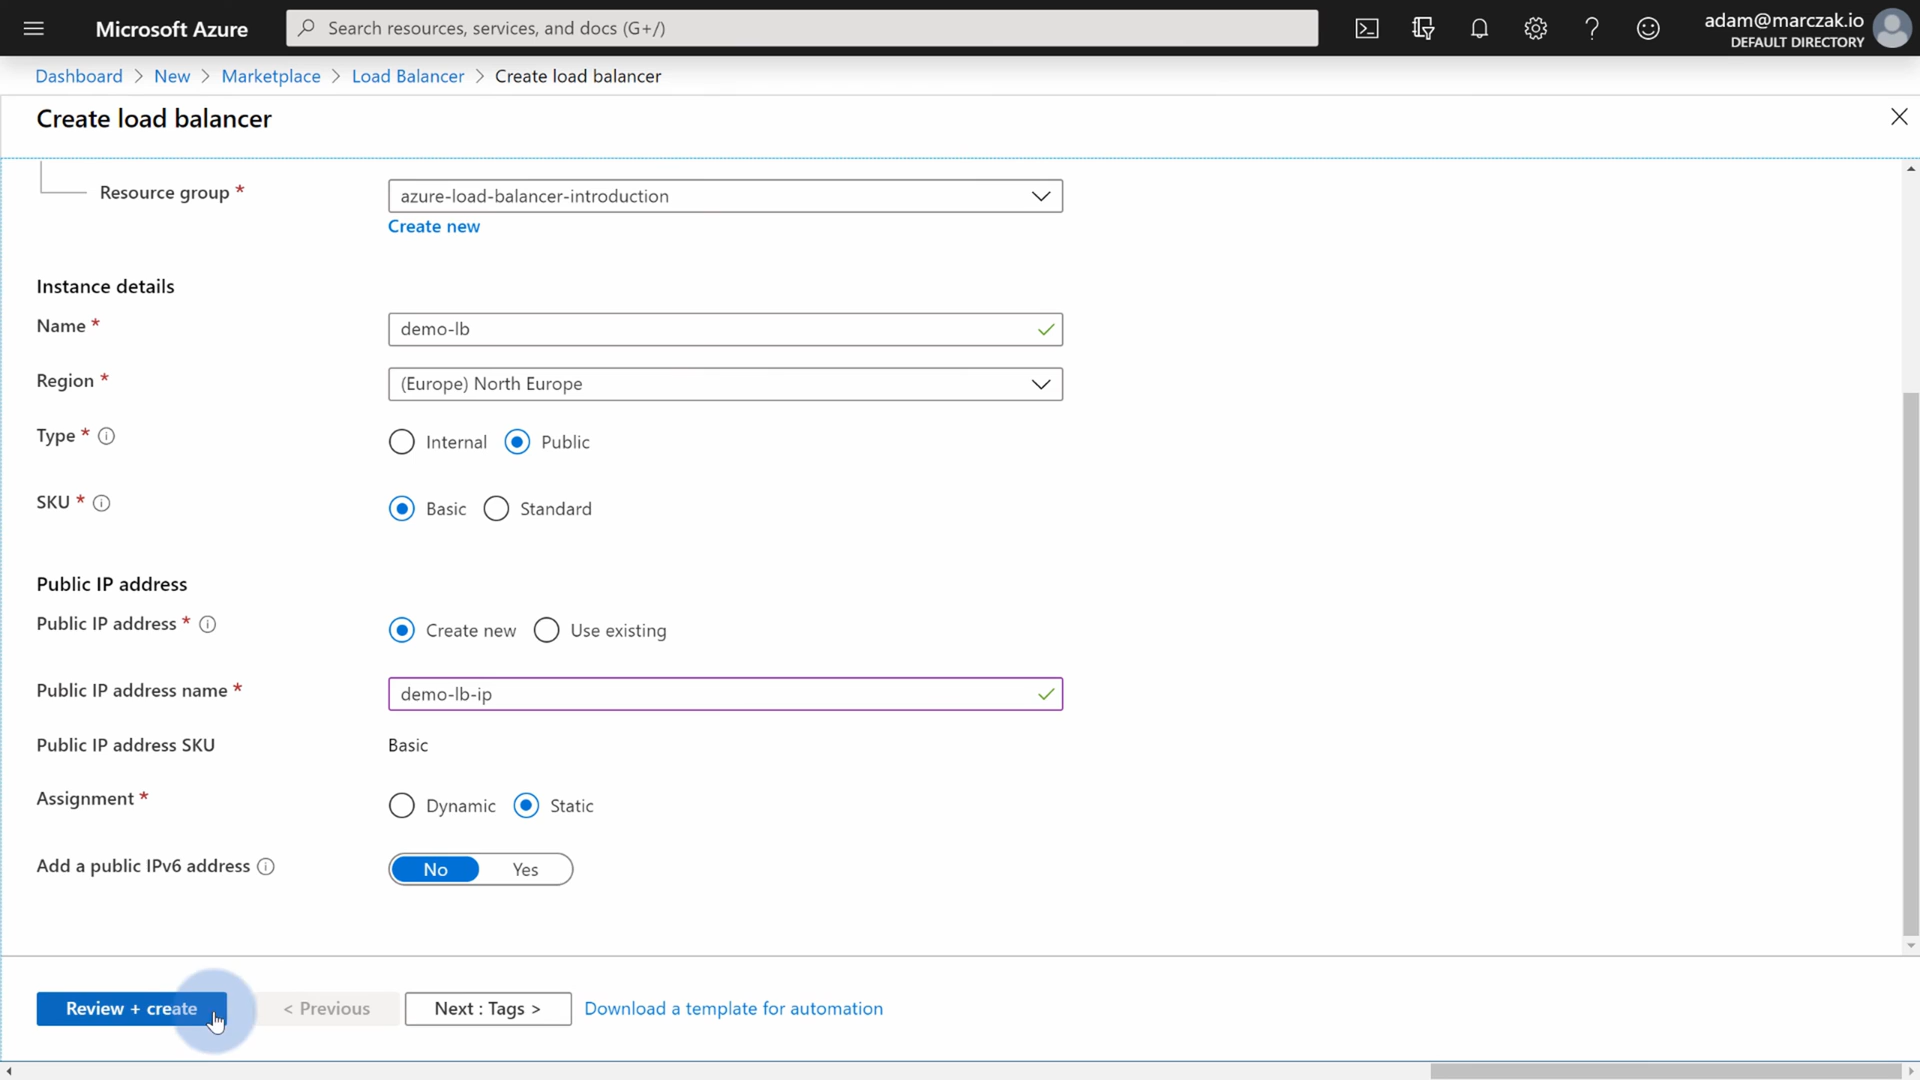 Microsoft Azure
Search resources, services, and docs (G+/)
adam@marczak.io
DEFAULT DIRECTORY
Dashboard > New > Marketplace > Load Balancer > Create load balancer
Create load balancer
Resource group *
azure-load-balancer-introduction
Create new
Instance details
Name *
demo-lb
Region *
(Europe) North Europe
Type *
Internal Public
SKU *
Basic Standard
Public IP address
Public IP address *
Create new Use existing
Public IP address name *
demo-lb-ip
Public IP address SKU
Basic
Assignment *
Dynamic Static
Add a public IPv6 address
No Yes
Review + create < Previous Next : Tags > Download a template for automation